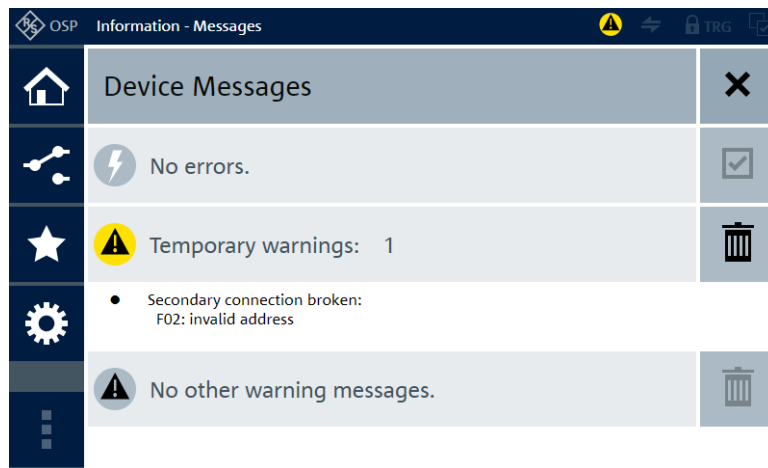 R&S OSP Information - Messages TRG
Device Messages
No errors.
Temporary warnings: 1
Secondary connection broken:
F02: invalid address
No other warning messages.